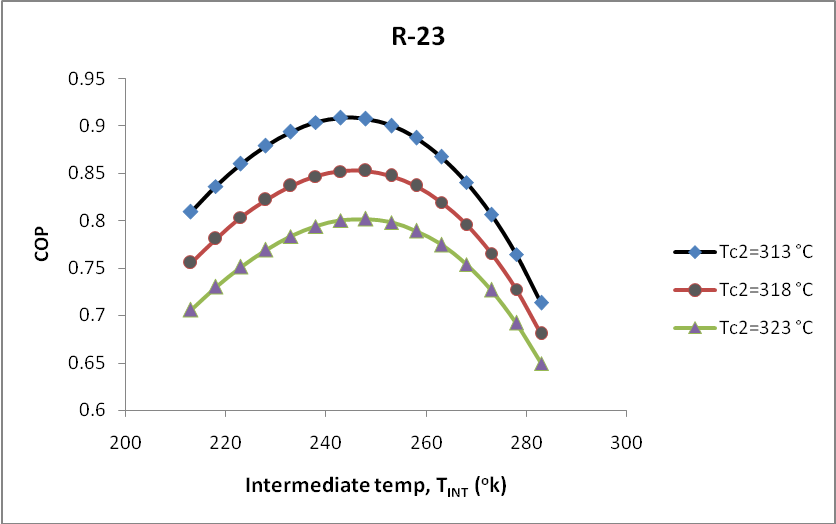 R-23
0.95
0.9
0.85
0.8
0.75
0.7
0.65
0.6
COP
200
220
240
260
280
300
Intermediate temp, TINT (ok)
Tc2=313 °C
Tc2=318 °C
Tc2=323 °C